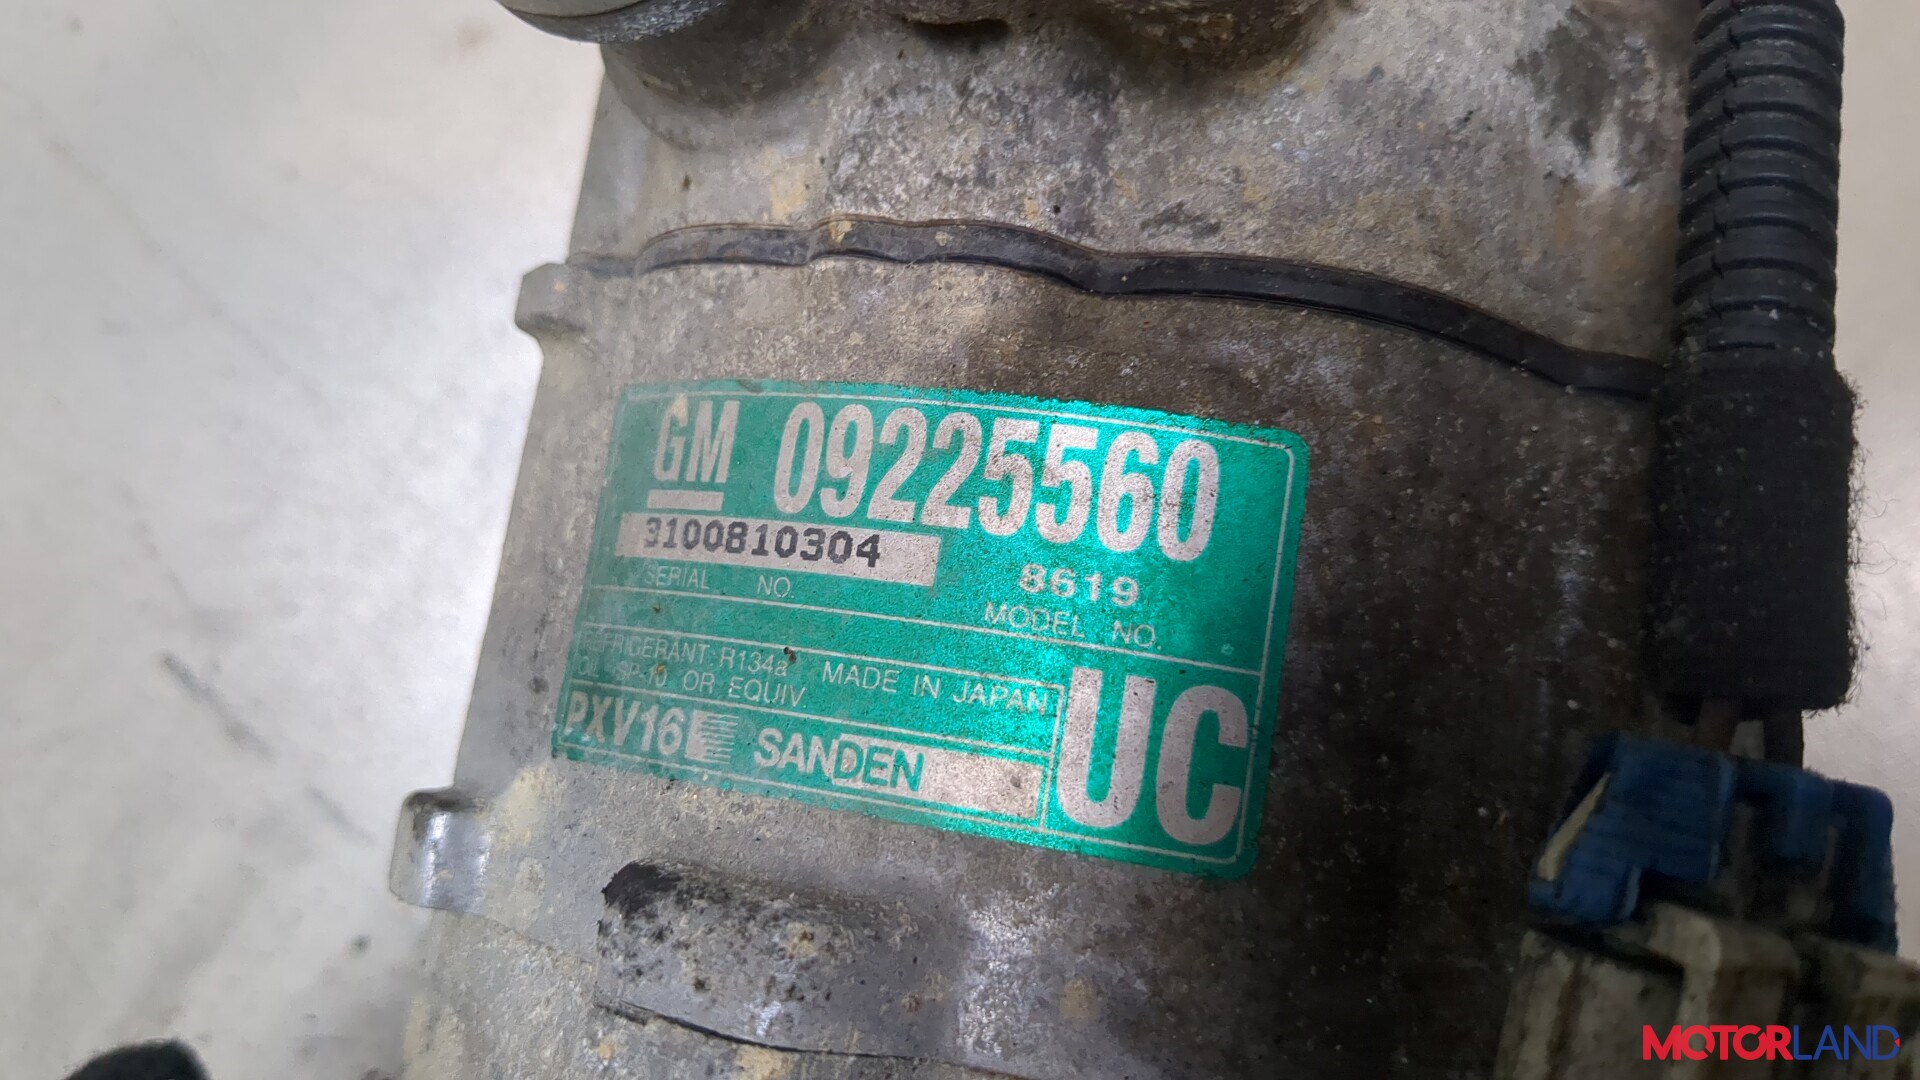 GM 09225560
3100810304
8619
SERIAL NO.
MODEL NO.
REFRIGERANT R134a
MADE IN JAPAN
OIL SP-10 OR EQUIV.
PXV16
SANDEN
UC
MOTORLAND